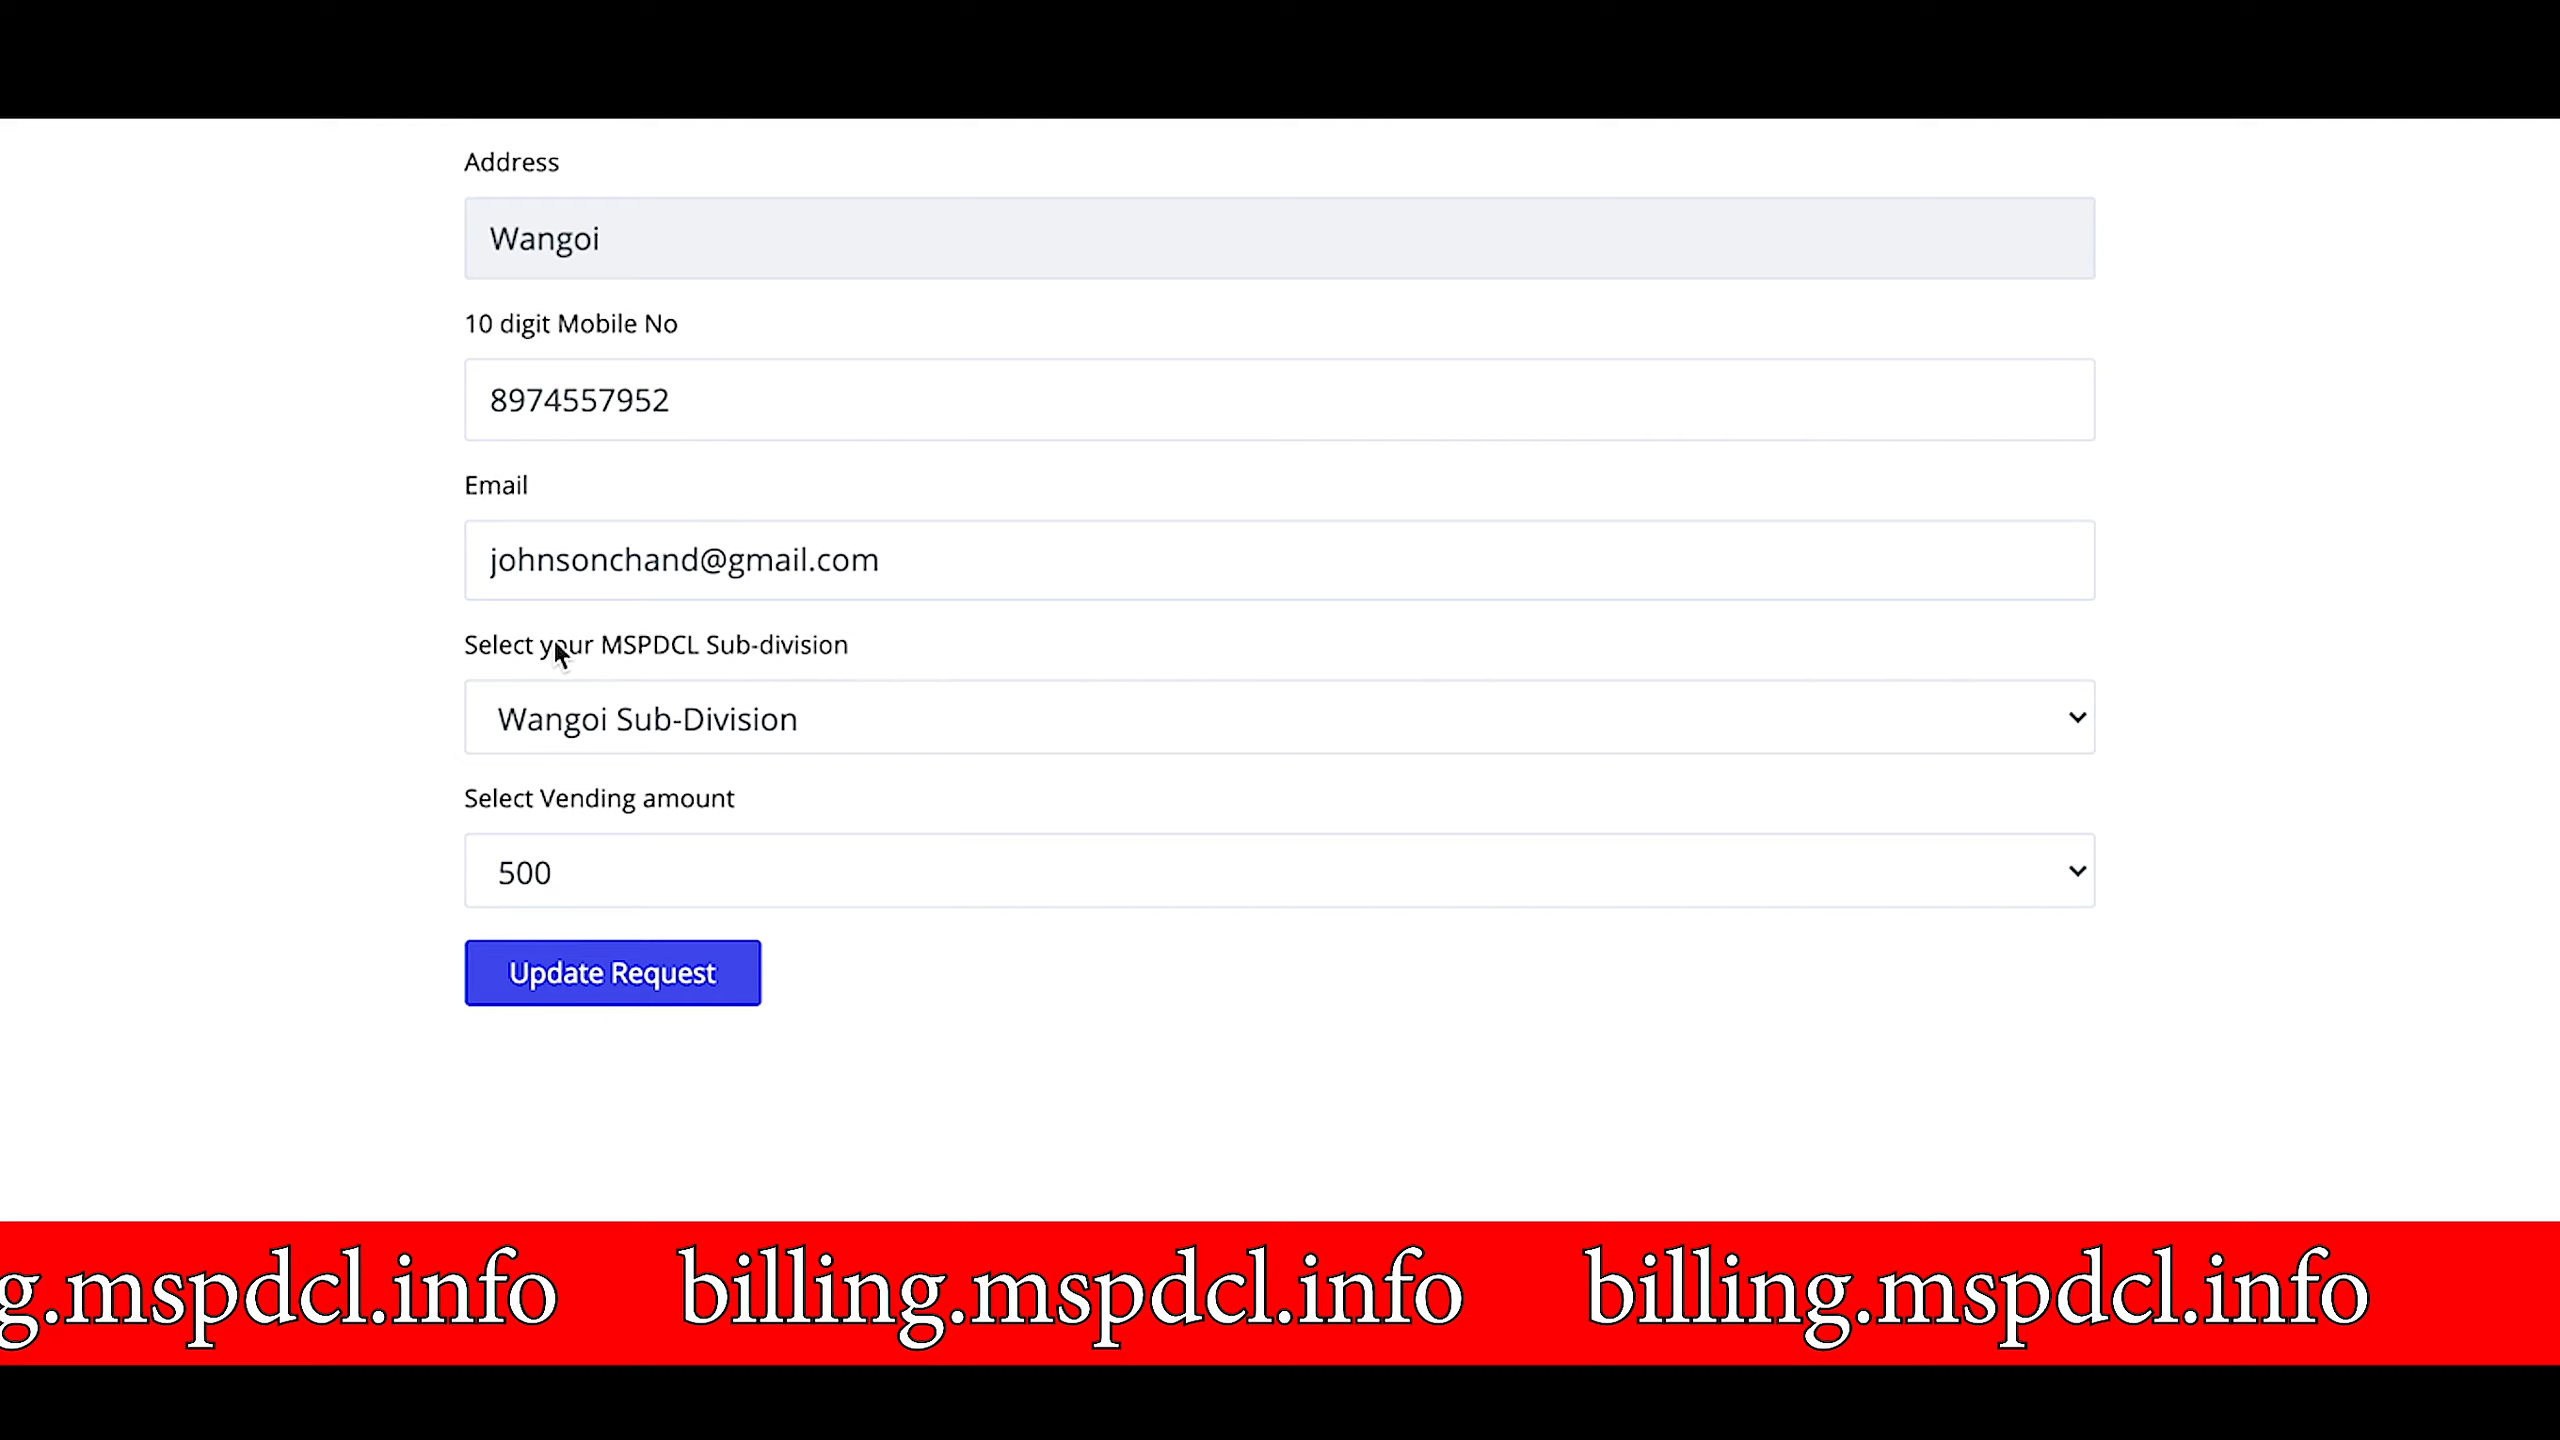 Address
Wangoi
10 digit Mobile No
8974557952
Email
johnsonchand@gmail.com
Select your MSPDCL Sub-division
Wangoi Sub-Division
Select Vending amount
500
Update Request
g.mspdcl.info billing.mspdcl.info billing.mspdcl.info